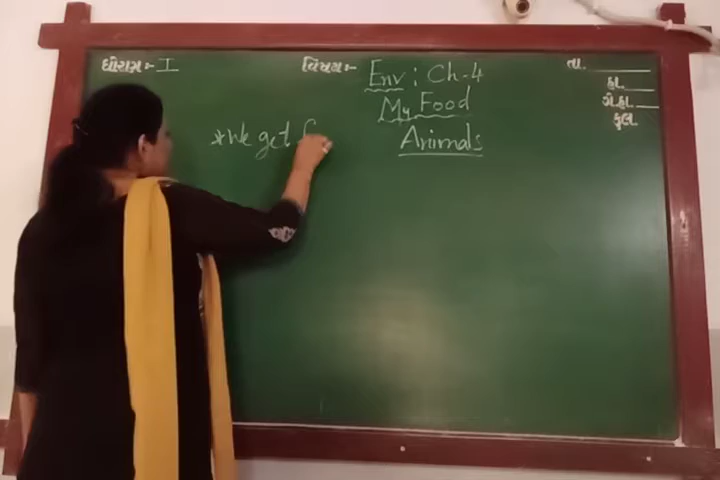 ધોરણ:- I
વિષય:- Env : Ch-4
My Food
Animals
તા.
હા.
ગે.હા.
કુલ
*We get